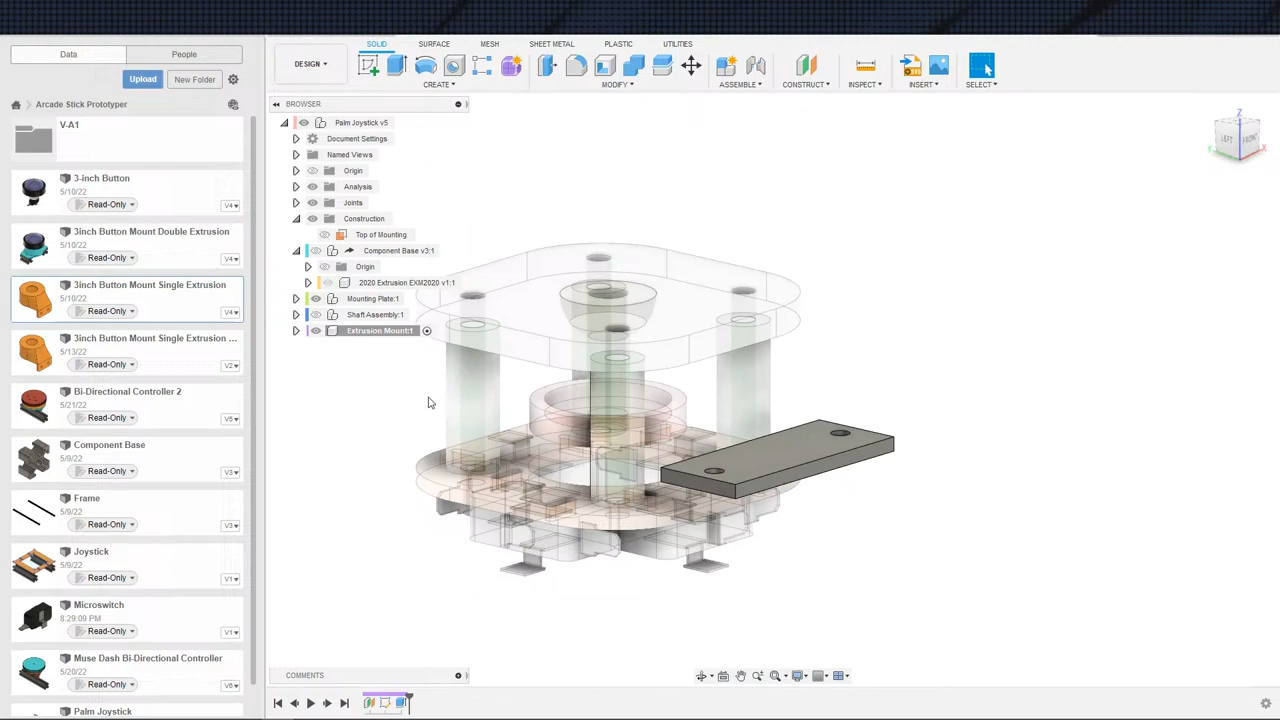 Data
People
Upload
New Folder
Arcade Stick Prototyper
V-A1
3-inch Button
5/10/22
Read-Only
V4
3inch Button Mount Double Extrusion
5/10/22
Read-Only
V4
3inch Button Mount Single Extrusion
5/10/22
Read-Only
V4
3inch Button Mount Single Extrusion ...
5/13/22
Read-Only
V2
Bi-Directional Controller 2
5/21/22
Read-Only
Component Base
5/9/22
Read-Only
V3
Frame
5/9/22
Read-Only
V3
Joystick
5/9/22
Read-Only
V1
Microswitch
8:29:09 PM
Read-Only
V1
Muse Dash Bi-Directional Controller
5/20/22
Read-Only
Palm Joystick
DESIGN
SOLID
SURFACE
MESH
SHEET METAL
PLASTIC
UTILITIES
CREATE
MODIFY
ASSEMBLE
CONSTRUCT
INSPECT
INSERT
SELECT
BROWSER
Palm Joystick v5
Document Settings
Named Views
Origin
Analysis
Joints
Construction
Top of Mounting
Component Base v3:1
Origin
2020 Extrusion EXM2020 v1:1
Mounting Plate:1
Shaft Assembly:1
Extrusion Mount:1
Z
LEFT
FRONT
Y
X
COMMENTS